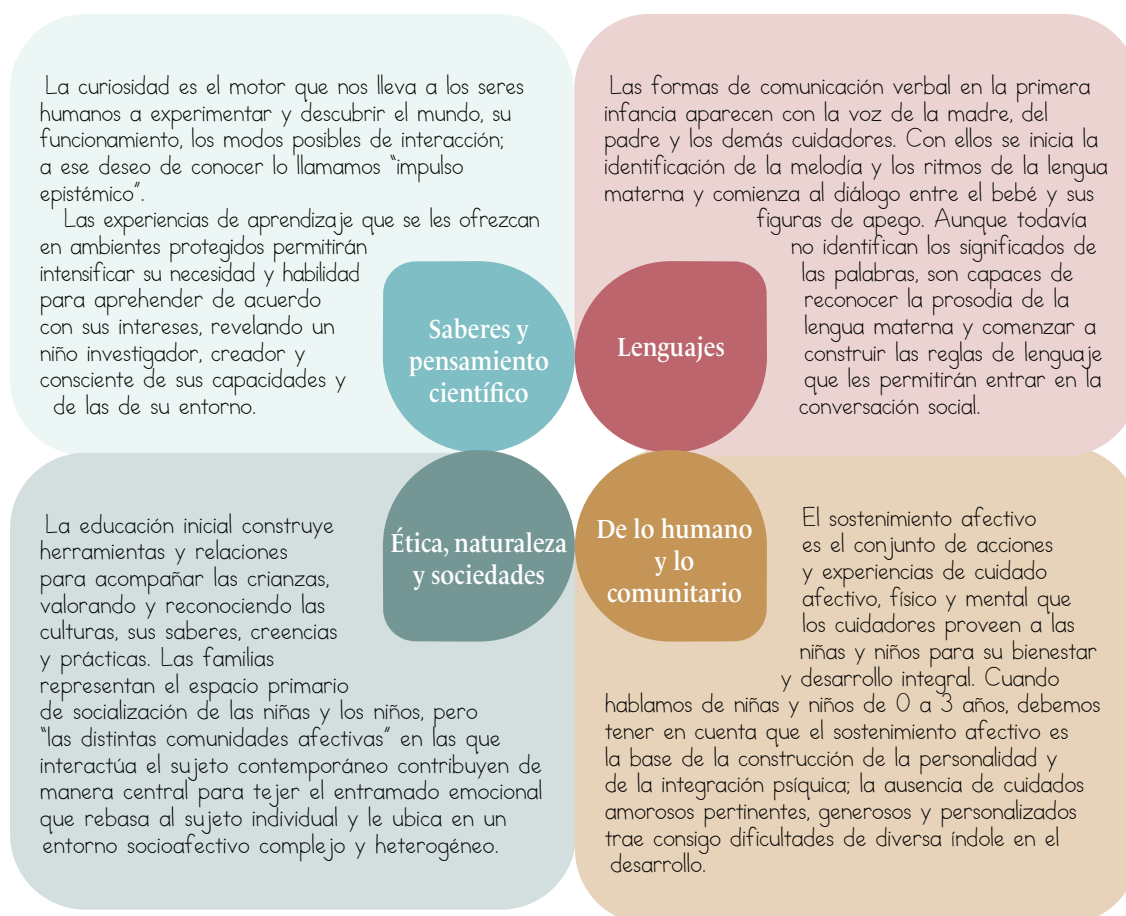 La curiosidad es el motor que nos lleva a los seres
humanos a experimentar y descubrir el mundo, su
funcionamiento, los modos posibles de interacción;
a ese deseo de conocer lo llamamos "impulso
epistémico".
Las experiencias de aprendizaje que se les ofrezcan
en ambientes protegidos permitirán
intensificar su necesidad y habilidad
para aprehender de acuerdo
con sus intereses, revelando un
niño investigador, creador y
consciente de sus capacidades y
de las de su entorno.
Saberes y
pensamiento
científico
Las formas de comunicación verbal en la primera
infancia aparecen con la voz de la madre, del
padre y los demás cuidadores. Con ellos se inicia la
identificación de la melodía y los ritmos de la lengua
materna y comienza al diálogo entre el bebé y sus
figuras de apego. Aunque todavía
no identifican los significados de
las palabras, son capaces de
reconocer la prosodia de la
lengua materna y comenzar a
construir las reglas de lenguaje
que les permitirán entrar en la
conversación social.
Lenguajes
La educación inicial construye
herramientas y relaciones
para acompañar las crianzas,
valorando y reconociendo las
culturas, sus saberes, creencias
y prácticas. Las familias
representan el espacio primario
de socialización de las niñas y los niños, pero
"las distintas comunidades afectivas" en las que
interactúa el sujeto contemporáneo contribuyen de
manera central para tejer el entramado emocional
que rebasa al sujeto individual y le ubica en un
entorno socioafectivo complejo y heterogéneo.
Ética, naturaleza
y sociedades
De lo humano
y lo
comunitario
El sostenimiento afectivo
es el conjunto de acciones
y experiencias de cuidado
afectivo, físico y mental que
los cuidadores proveen a las
niñas y niños para su bienestar
y desarrollo integral. Cuando
hablamos de niñas y niños de 0 a 3 años, debemos
tener en cuenta que el sostenimiento afectivo es
la base de la construcción de la personalidad y
de la integración psíquica; la ausencia de cuidados
amorosos pertinentes, generosos y personalizados
trae consigo dificultades de diversa índole en el
desarrollo.